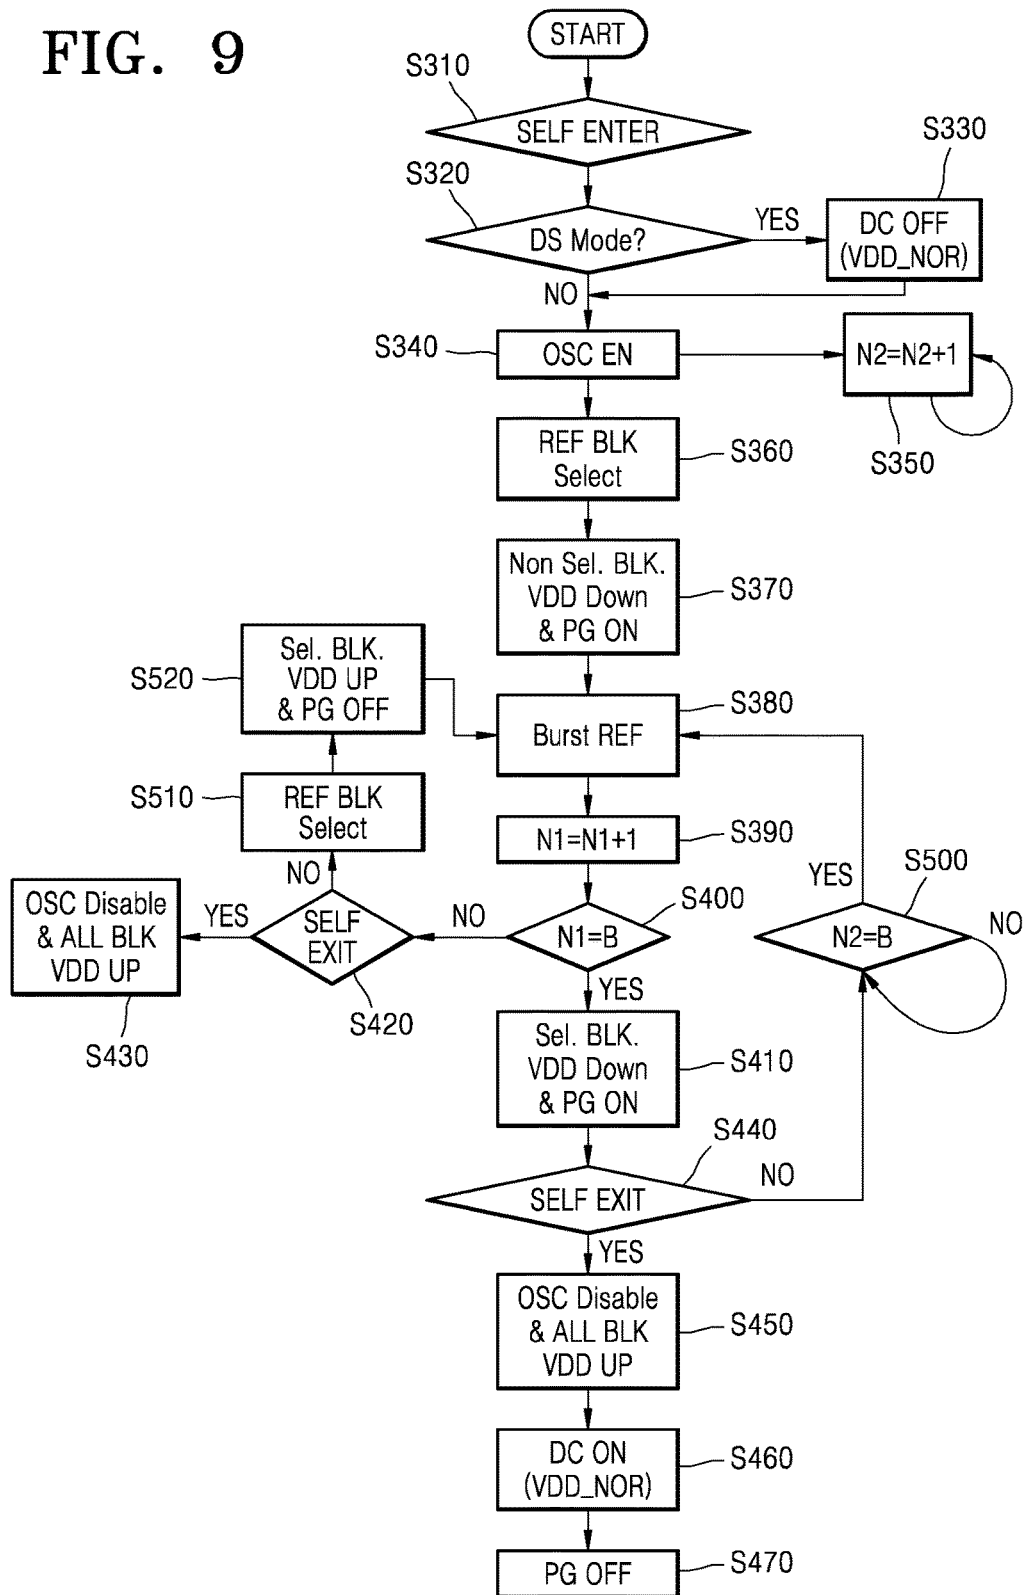 FIG. 9
START
S310
SELF ENTER
S320
DS Mode?
YES
S330
DC OFF
(VDD_NOR)
NO
S340
OSC EN
N2=N2+1
S350
REF BLK
Select
S360
Non Sel. BLK.
VDD Down
& PG ON
S370
S520
Sel. BLK.
VDD UP
& PG OFF
Burst REF
S380
S510
REF BLK
Select
N1=N1+1
S390
NO
YES
S500
OSC Disable
& ALL BLK
VDD UP
YES
SELF
EXIT
NO
N1=B
S400
N2=B
NO
S430
S420
YES
Sel. BLK.
VDD Down
& PG ON
S410
S440
SELF EXIT
NO
YES
OSC Disable
& ALL BLK
VDD UP
S450
DC ON
(VDD_NOR)
S460
PG OFF
S470